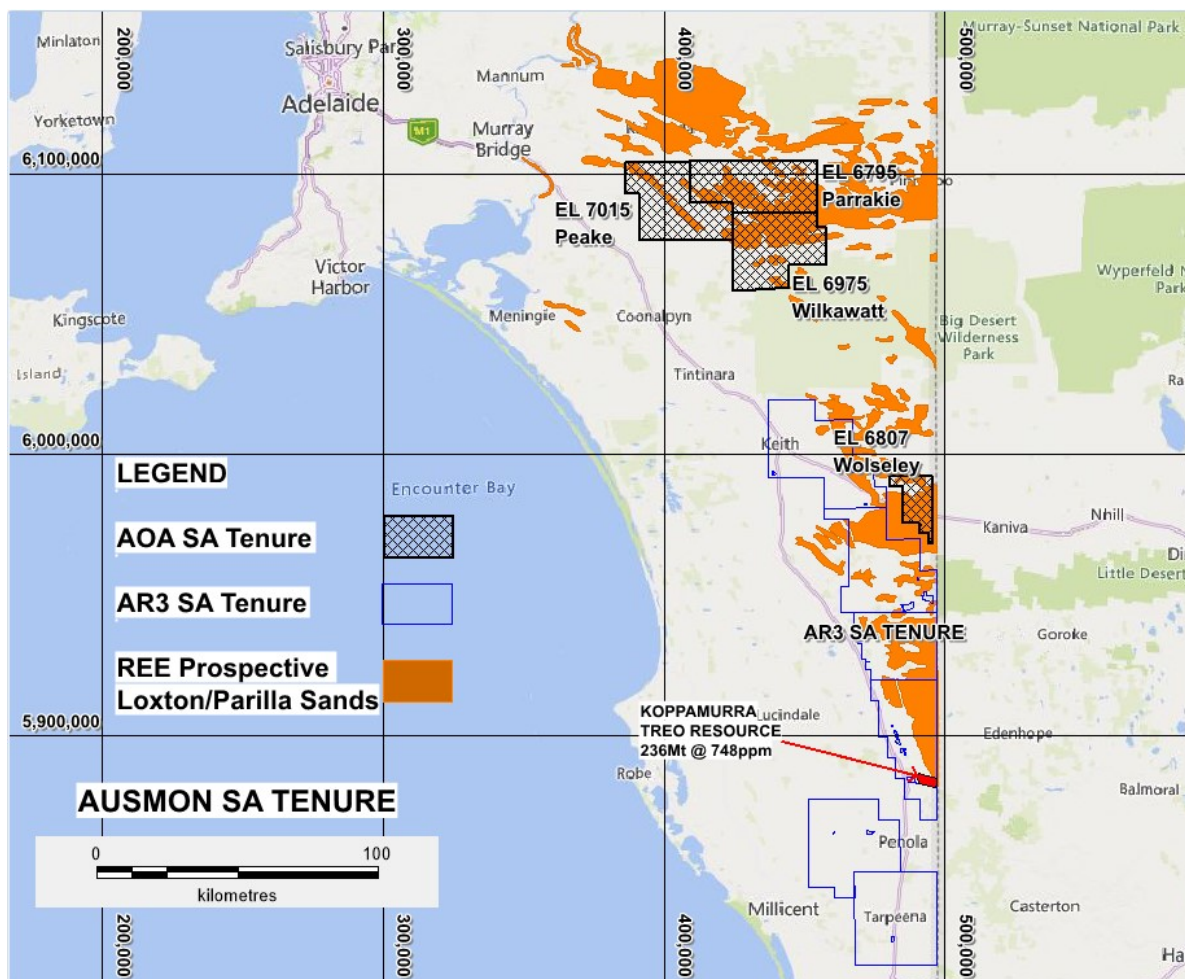 Minlaton
200,000
Salisbury Par
300,000
400,000
500,000
Murray-Sunset National Park
Mannum
Adelaide
Yorketown
M1
Murray
Bridge
6,100,000
EL 6795
Parrakie
EL 7015
Peake
Victor
Harbor
EL 6975
Wilkawatt
Wyperfeld N
Park
Kingscote
Meningie
Coonalpyn
Big Desert
Wilderness
Park
Island
Tintinara
Ra
6,000,000
Keith
EL 6807
Wolseley
LEGEND
Encounter Bay
Kaniva
Nhill
AOA SA Tenure
Di
Little Desert
AR3 SA Tenure
AR3 SA TENURE
Goroke
REE Prospective
Loxton/Parilla Sands
5,900,000
KOPPAMURRA
TREO RESOURCE
236Mt @ 748ppm
Lucindale
Edenhope
Robe
AUSMON SA TENURE
Balmoral
0
100
kilometres
Penola
Millicent
Tarpeena
Casterton
200,000
300,000
400,000
500,000
Ha